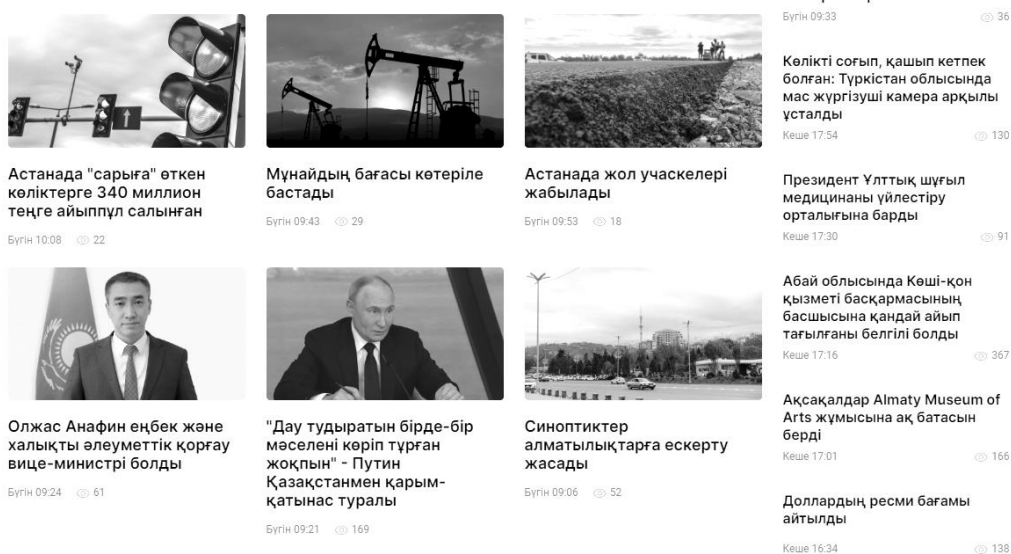 Астанада "сарыға" өткен
көліктерге 340 миллион
теңге айыппұл салынған
Бүгін 10:08 22
Мұнайдың бағасы көтеріле
бастады
Бүгін 09:43 29
Астанада жол учаскелері
жабылады
Бүгін 09:53 18
Олжас Анафин еңбек және
халықты әлеуметтік қорғау
вице-министрі болды
Бүгін 09:24 61
"Дау тудыратын бірде-бір
мәселені көріп тұрған
жоқпын" - Путин
Қазақстанмен қарым-
қатынас туралы
Бүгін 09:21 169
Синоптиктер
алматылықтарға ескерту
жасады
Бүгін 09:06 52
Бүгін 09:33 36
Көлікті соғып, қашып кетпек
болған: Түркістан облысында
мас жүргізуші камера арқылы
ұсталды
Кеше 17:54 130
Президент Ұлттық шұғыл
медицинаны үйлестіру
орталығына барды
Кеше 17:30 91
Абай облысында Көші-қон
қызметі басқармасының
басшысына қандай айып
тағылғаны белгілі болды
Кеше 17:16 367
Ақсақалдар Almaty Museum of
Arts жұмысына ақ батасын
берді
Кеше 17:01 166
Доллардың ресми бағамы
айтылды
Кеше 16:34 138